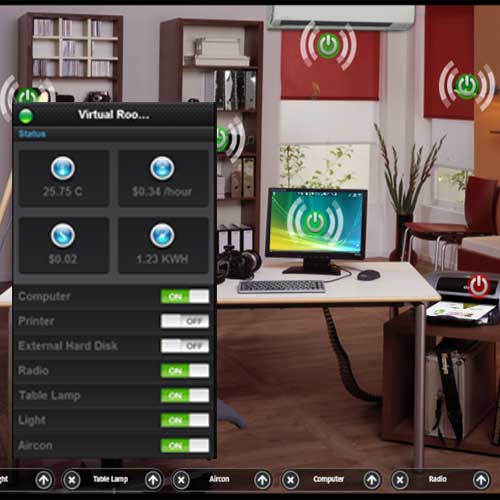 Virtual Roo...
Status
25.75 C
$0.34 /hour
$0.02
1.23 KWH
Computer ON
Printer OFF
External Hard Disk OFF
Radio ON
Table Lamp ON
Light ON
Aircon ON
ght Table Lamp Aircon Computer Radio